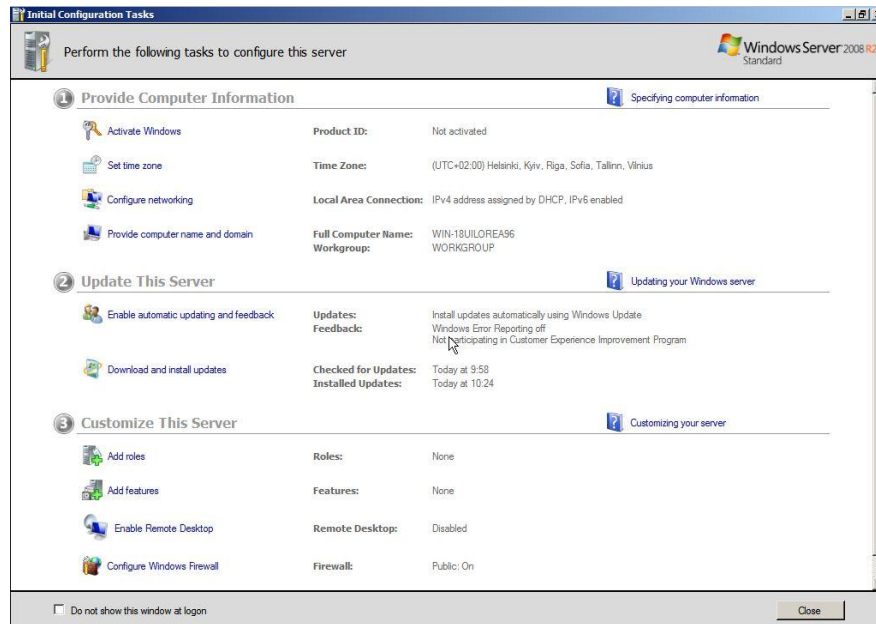 Initial Configuration Tasks
Perform the following tasks to configure this server
Windows Server 2008 R2
Standard
1 Provide Computer Information
Specifying computer information
Activate Windows Product ID: Not activated
Set time zone Time Zone: (UTC+02:00) Helsinki, Kyiv, Riga, Sofia, Tallinn, Vilnius
Configure networking Local Area Connection: IPv4 address assigned by DHCP, IPv6 enabled
Provide computer name and domain Full Computer Name: WIN-18UILOREA96
Workgroup: WORKGROUP
2 Update This Server
Updating your Windows server
Enable automatic updating and feedback Updates: Install updates automatically using Windows Update
Feedback: Windows Error Reporting off
Not participating in Customer Experience Improvement Program
Download and install updates Checked for Updates: Today at 9:58
Installed Updates: Today at 10:24
3 Customize This Server
Customizing your server
Add roles Roles: None
Add features Features: None
Enable Remote Desktop Remote Desktop: Disabled
Configure Windows Firewall Firewall: Public: On
Do not show this window at logon
Close